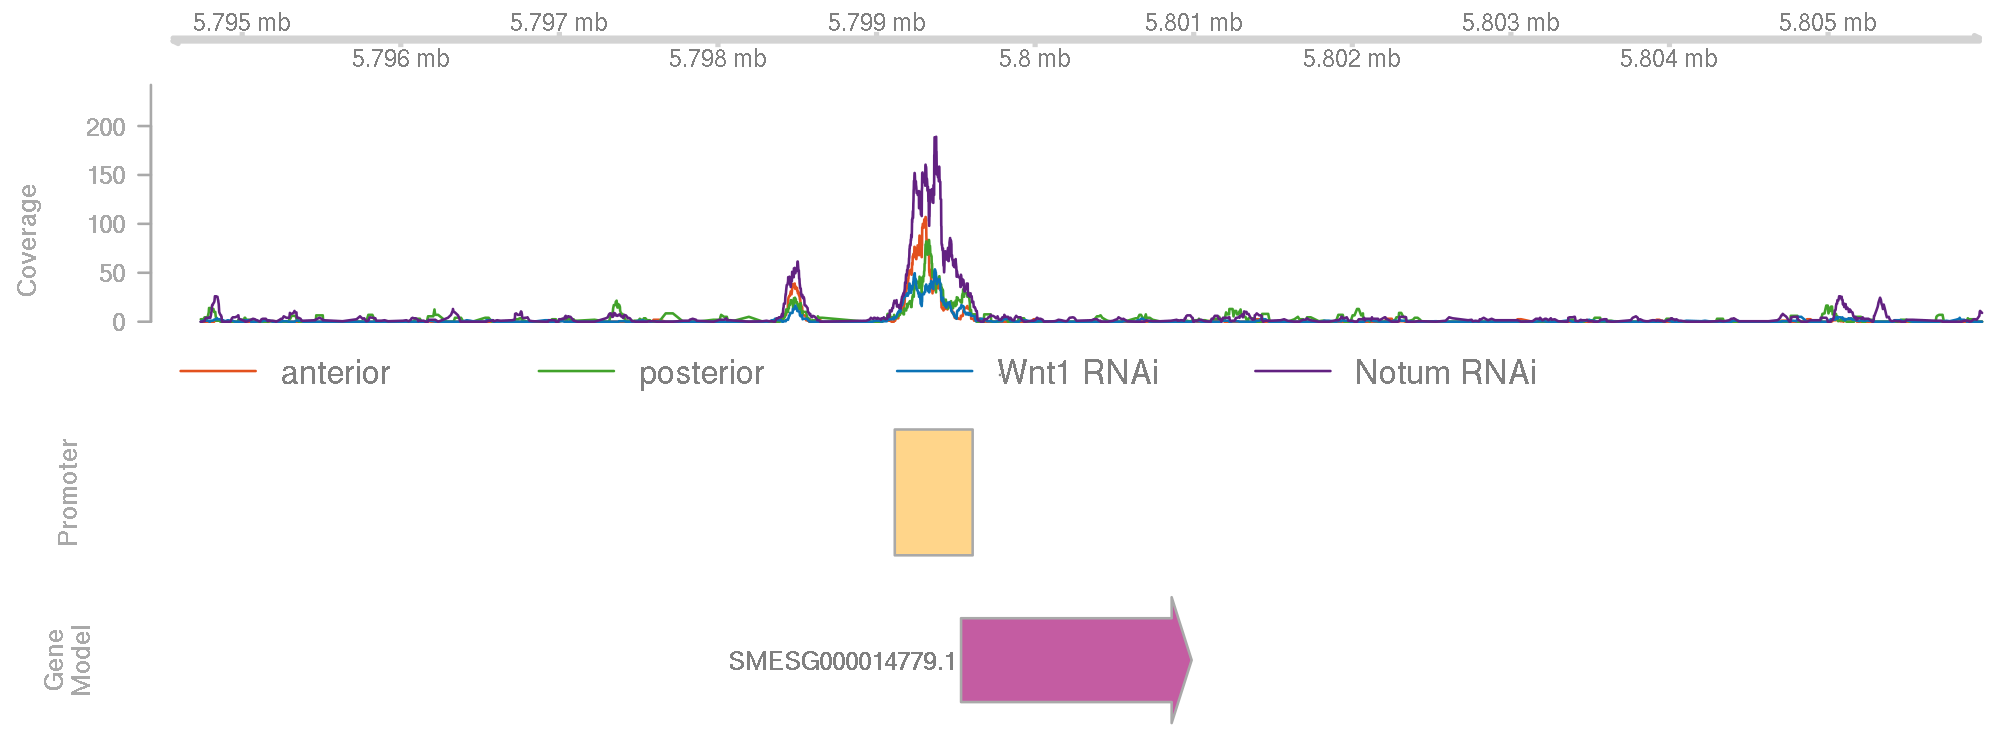 5.795 mb 5.797 mb 5.799 mb 5.801 mb 5.803 mb 5.805 mb
5.796 mb 5.798 mb 5.8 mb 5.802 mb 5.804 mb
Coverage
200
150
100
50
0
anterior posterior Wnt1 RNAi Notum RNAi
Promoter
Gene
Model
SMESG000014779.1